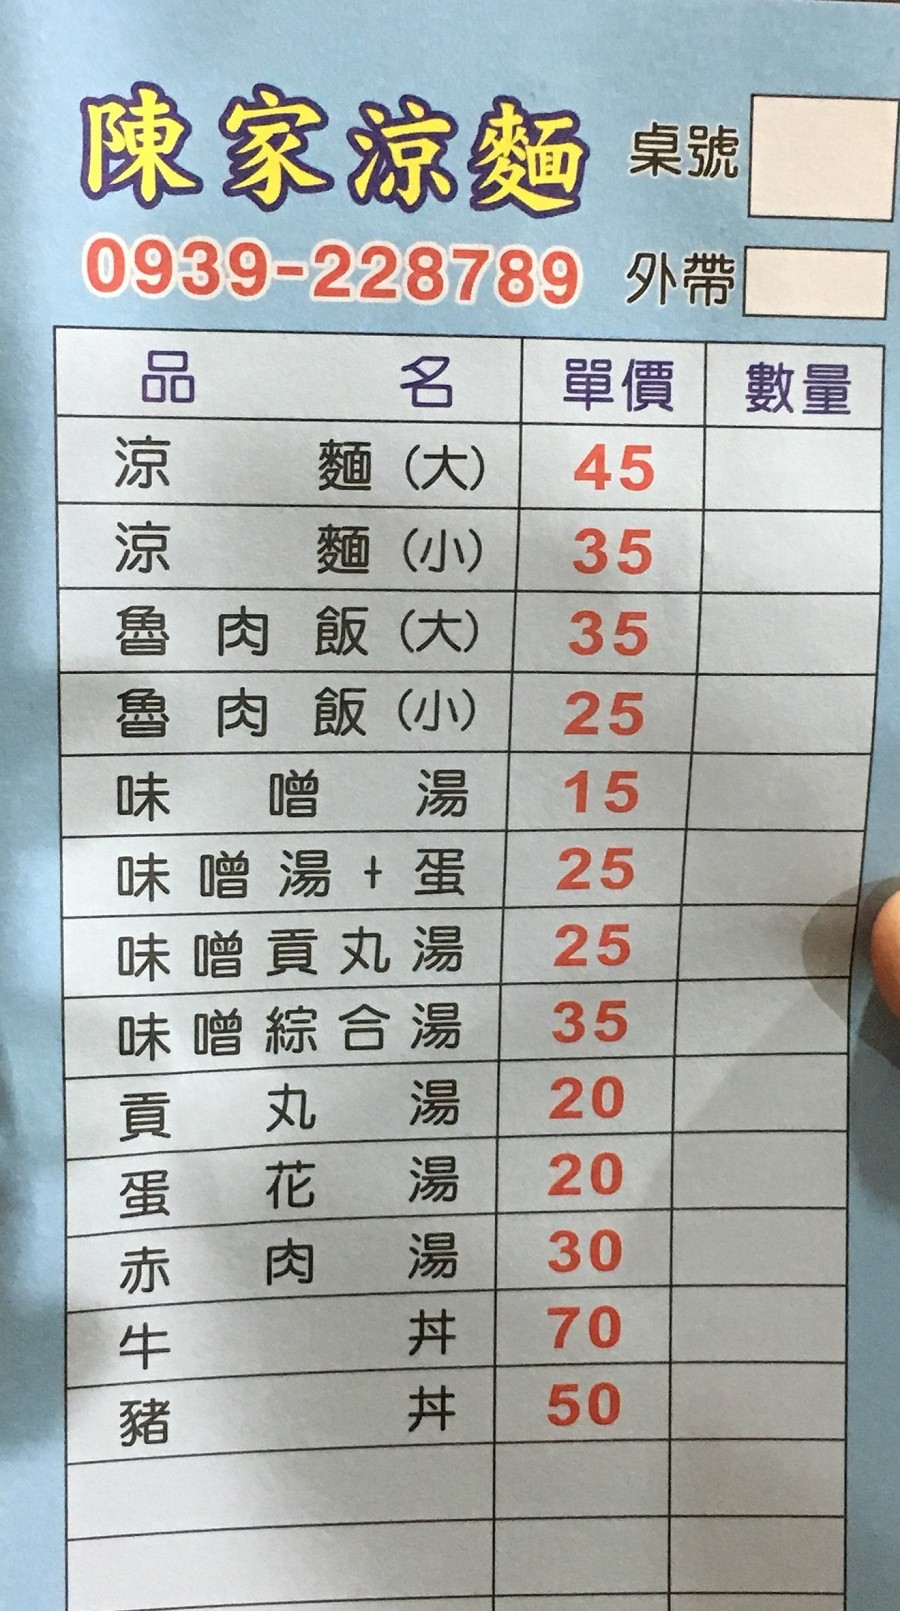 陳家涼麵 桌號
0939-228789 外帶
品名 單價 數量
涼麵(大) 45
涼麵(小) 35
魯肉飯(大) 35
魯肉飯(小) 25
味噌湯 15
味噌湯+蛋 25
味噌貢丸湯 25
味噌綜合湯 35
貢丸湯 20
蛋花湯 20
赤肉湯 30
牛丼 70
豬丼 50